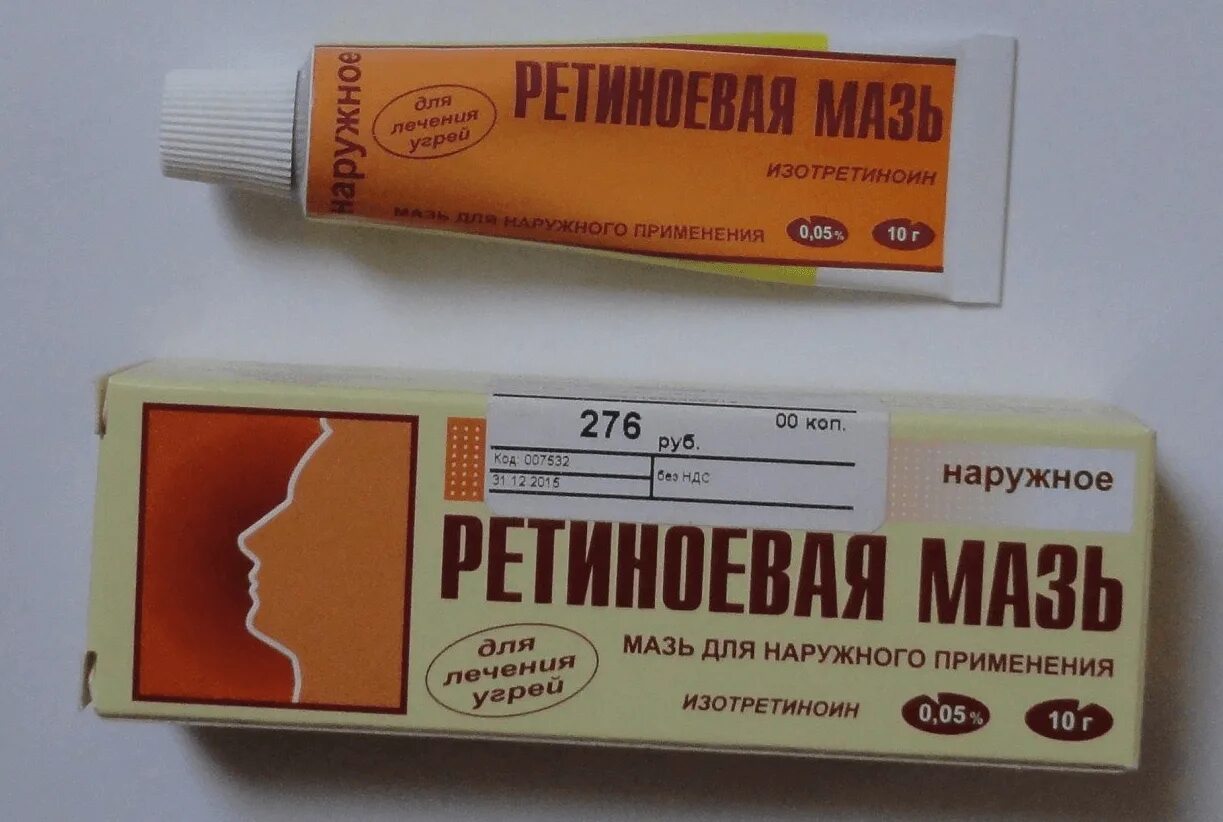 наружное
для
лечения
угрей
РЕТИНОЕВАЯ МАЗЬ
ИЗОТРЕТИНОИН
МАЗЬ ДЛЯ НАРУЖНОГО ПРИМЕНЕНИЯ
0,05%
10 г
276 руб. 00 коп.
Код: 007532
31.12.2015
без НДС
наружное
РЕТИНОЕВАЯ МАЗЬ
для
лечения
угрей
МАЗЬ ДЛЯ НАРУЖНОГО ПРИМЕНЕНИЯ
ИЗОТРЕТИНОИН
0,05%
10 г